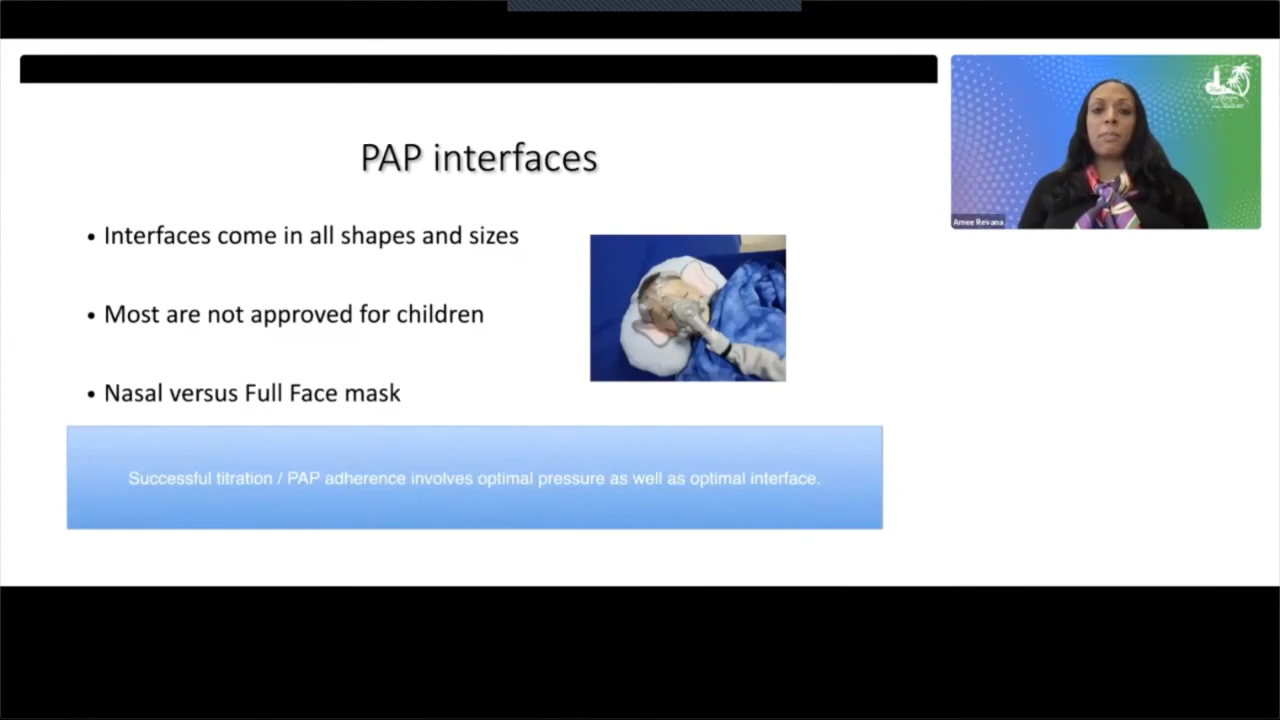 PAP interfaces
• Interfaces come in all shapes and sizes
• Most are not approved for children
• Nasal versus Full Face mask
Successful titration / PAP adherence involves optimal pressure as well as optimal interface.
Amee Revana